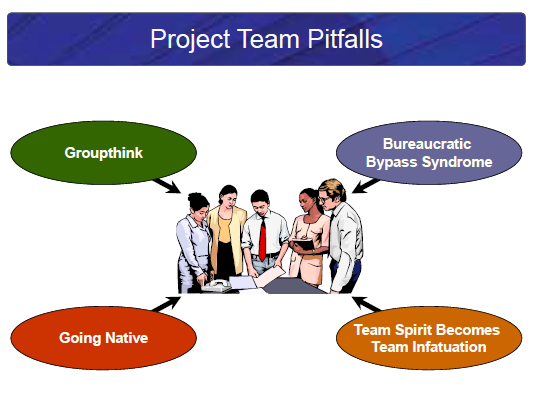 Project Team Pitfalls
Groupthink
Bureaucratic
Bypass Syndrome
Going Native
Team Spirit Becomes
Team Infatuation